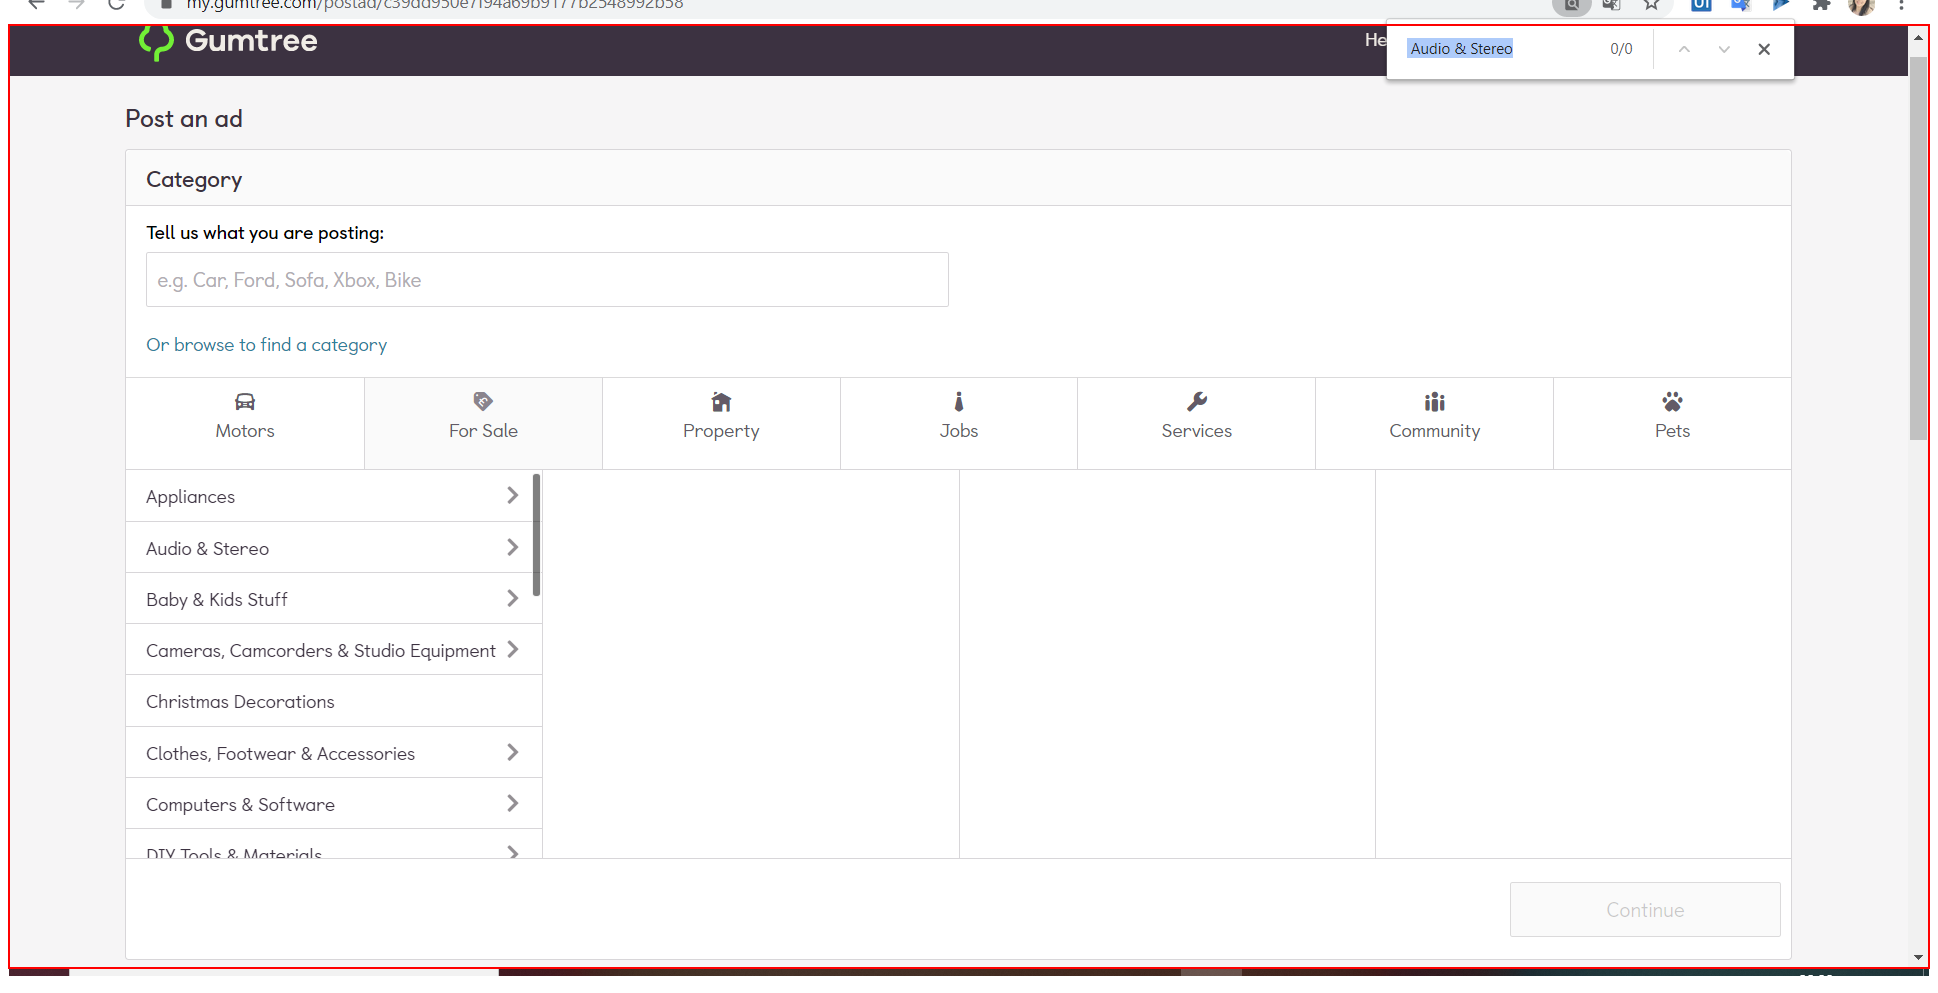 my.gumtree.com/postad/c39dd950e7f94a69b9177b2548992b58
Gumtree
He
Audio & Stereo
0/0
Post an ad
Category
Tell us what you are posting:
e.g. Car, Ford, Sofa, Xbox, Bike
Or browse to find a category
Motors
For Sale
Property
Jobs
Services
Community
Pets
Appliances
Audio & Stereo
Baby & Kids Stuff
Cameras, Camcorders & Studio Equipment
Christmas Decorations
Clothes, Footwear & Accessories
Computers & Software
DIY Tools & Materials
Continue